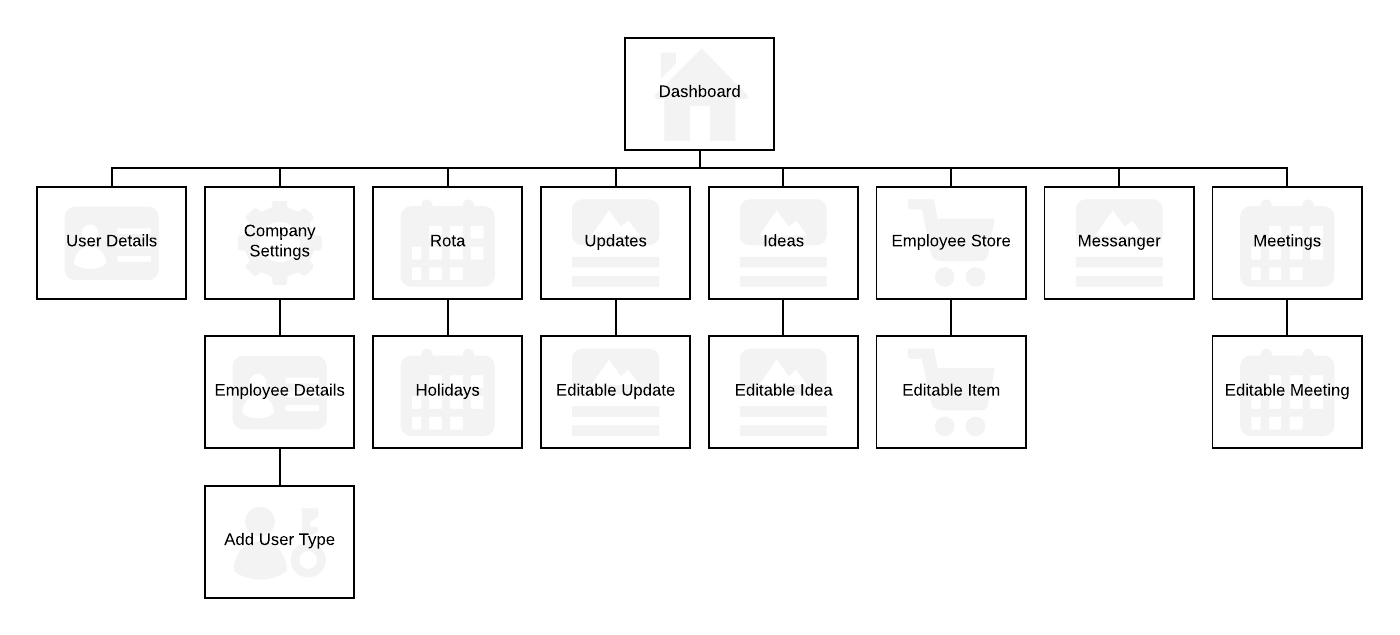 Dashboard
User Details
Company
Settings
Rota
Updates
Ideas
Employee Store
Messanger
Meetings
Employee Details
Holidays
Editable Update
Editable Idea
Editable Item
Editable Meeting
Add User Type